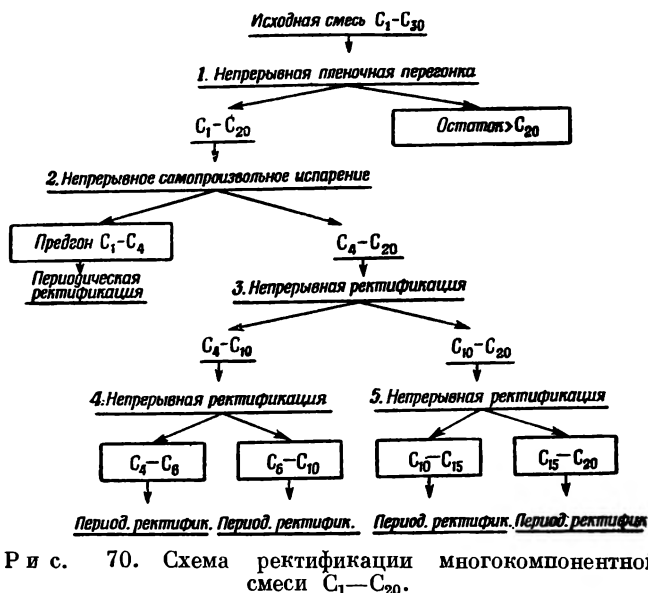 Исходная смесь C₁–C₃₀
1. Непрерывная пленочная перегонка
C₁–C₂₀
Остаток>C₂₀
2. Непрерывное самопроизвольное испарение
Предгон C₁–C₄
C₄–C₂₀
Периодическая
ректификация
3. Непрерывная ректификация
C₄–C₁₀
C₁₀–C₂₀
4. Непрерывная ректификация
5. Непрерывная ректификация
C₄–C₆
C₆–C₁₀
C₁₀–C₁₅
C₁₅–C₂₀
Период. ректифик.
Период. ректифик.
Период. ректифик.
Период. ректифик
Рис. 70. Схема ректификации многокомпонентно
смеси C₁—C₂₀.